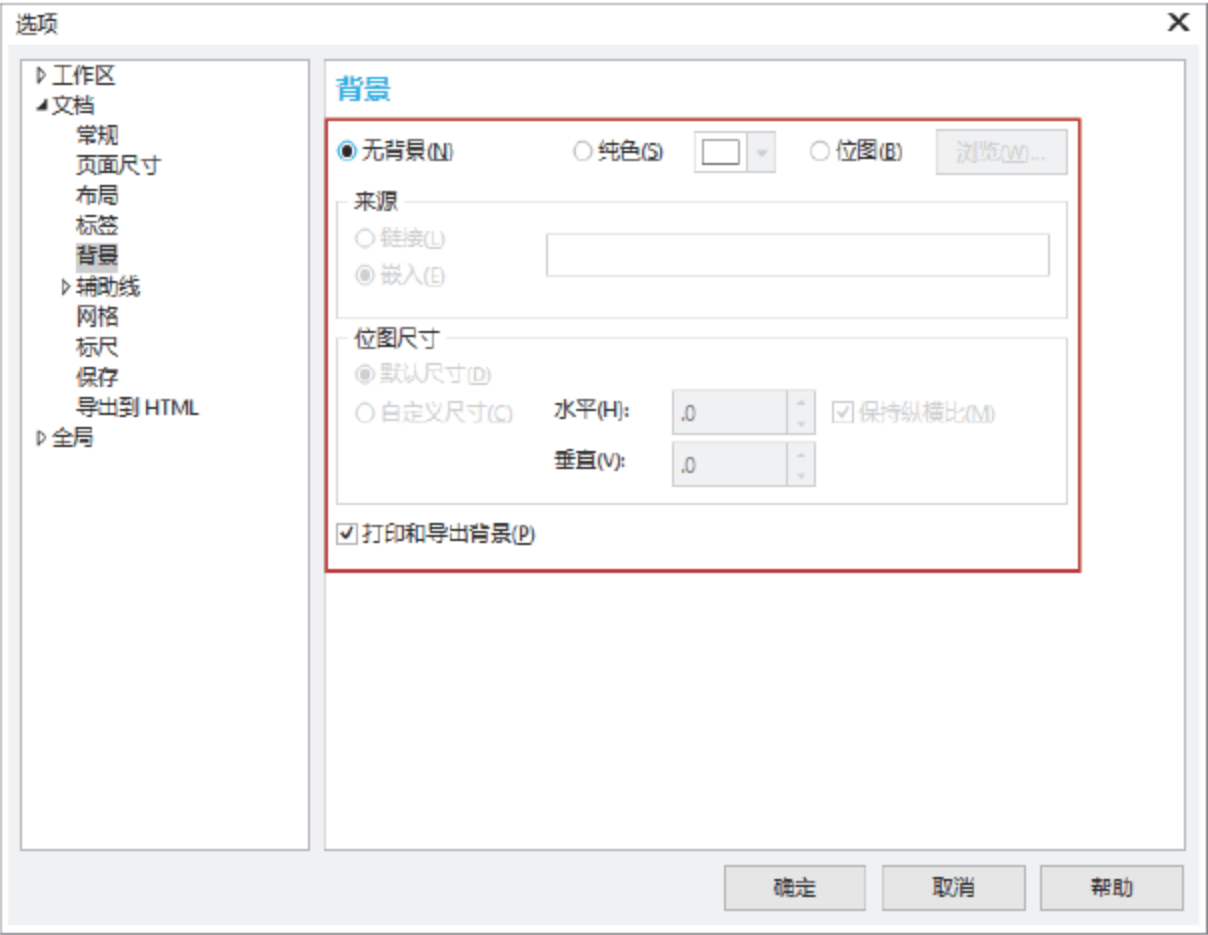 选项
工作区
文档
常规
页面尺寸
布局
标签
背景
辅助线
网格
标尺
保存
导出到 HTML
全局
背景
无背景(N) 纯色(S) 位图(B) 浏览(W)...
来源
链接(L)
嵌入(E)
位图尺寸
默认尺寸(D)
自定义尺寸(C) 水平(H): .0 保持纵横比(M)
垂直(V): .0
打印和导出背景(P)
确定 取消 帮助